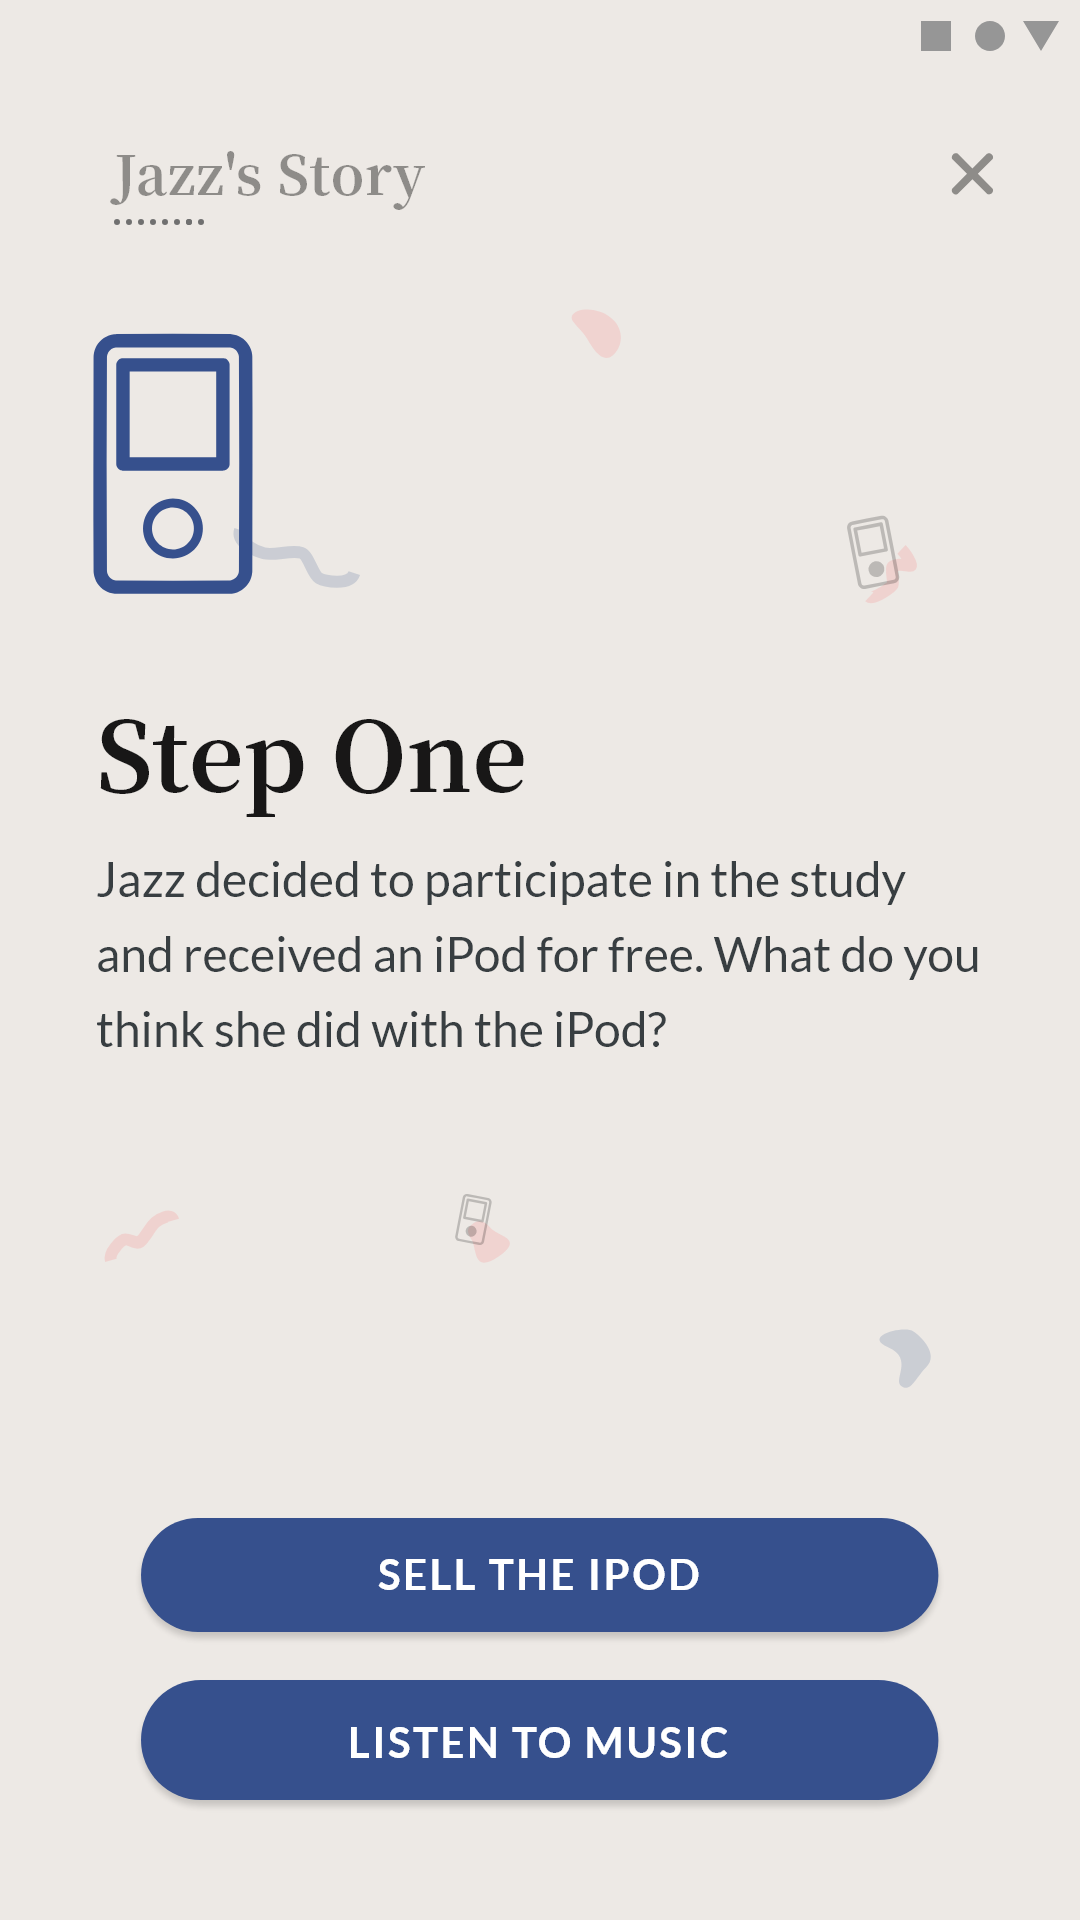 Jazz's Story
Step One
Jazz decided to participate in the study
and received an iPod for free. What do you
think she did with the iPod?
SELL THE IPOD
LISTEN TO MUSIC